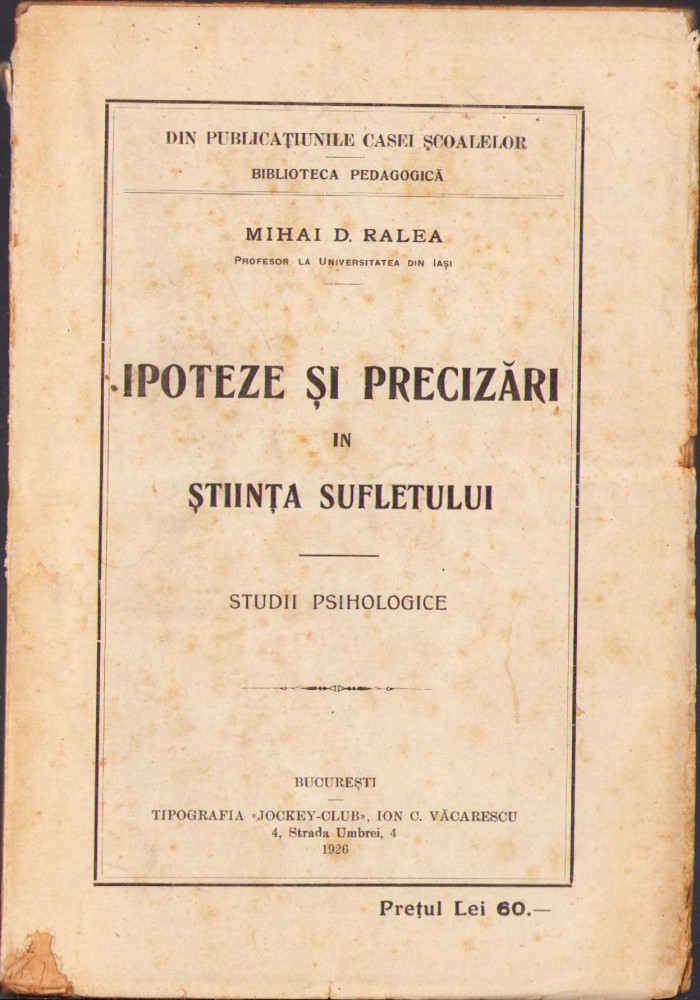 DIN PUBLICAŢIUNILE CASEI ŞCOALELOR
BIBLIOTECA PEDAGOGICĂ
MIHAI D. RALEA
PROFESOR LA UNIVERSITATEA DIN IAŞI
IPOTEZE ŞI PRECIZĂRI
IN
ŞTIINŢA SUFLETULUI
STUDII PSIHOLOGICE
BUCUREŞTI
TIPOGRAFIA «JOCKEY-CLUB», ION C. VĂCARESCU
4, Strada Umbrei, 4
1926
Preţul Lei 60.—